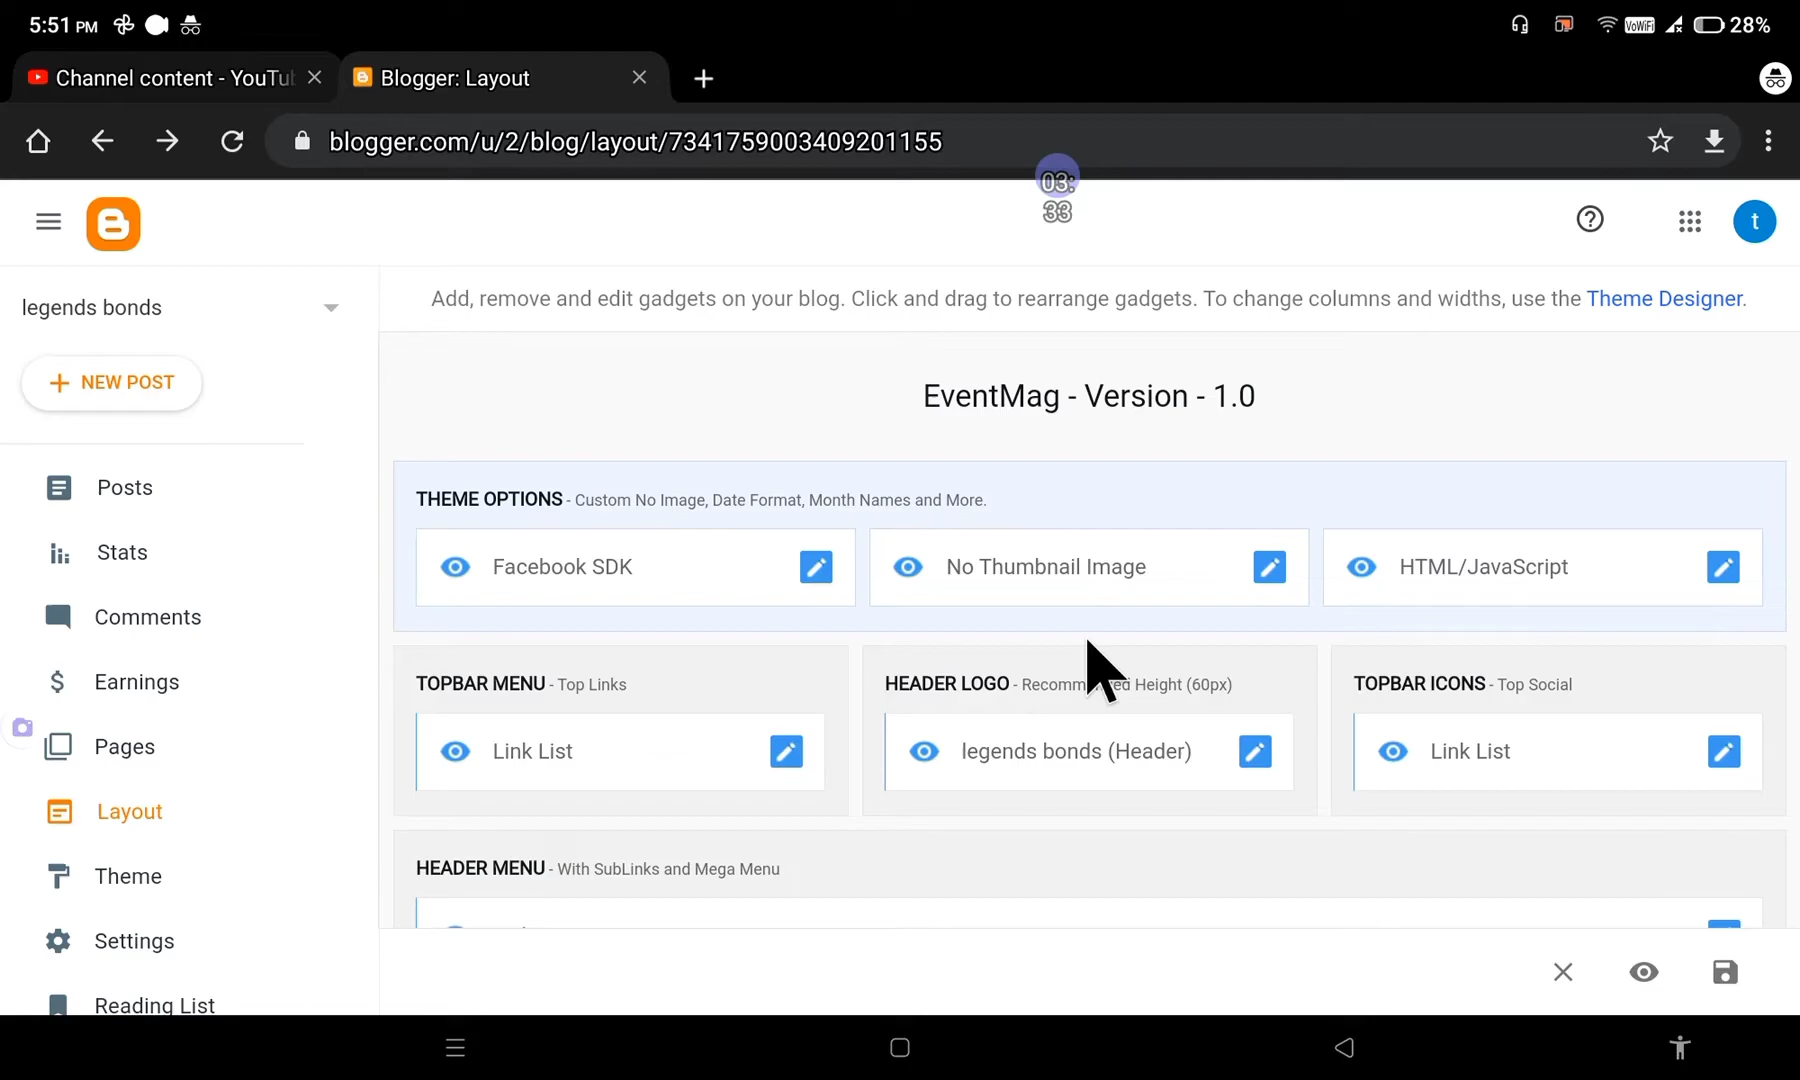 5:51 PM
VoWiFi
28%
Channel content - YouTub
Blogger: Layout
blogger.com/u/2/blog/layout/7341759003409201155
03:
33
t
legends bonds
Add, remove and edit gadgets on your blog. Click and drag to rearrange gadgets. To change columns and widths, use the Theme Designer.
NEW POST
EventMag - Version - 1.0
Posts
Stats
Comments
Earnings
Pages
Layout
Theme
Settings
Reading List
THEME OPTIONS - Custom No Image, Date Format, Month Names and More.
Facebook SDK
No Thumbnail Image
HTML/JavaScript
TOPBAR MENU - Top Links
HEADER LOGO - Recomm ed Height (60px)
TOPBAR ICONS - Top Social
Link List
legends bonds (Header)
Link List
HEADER MENU - With SubLinks and Mega Menu